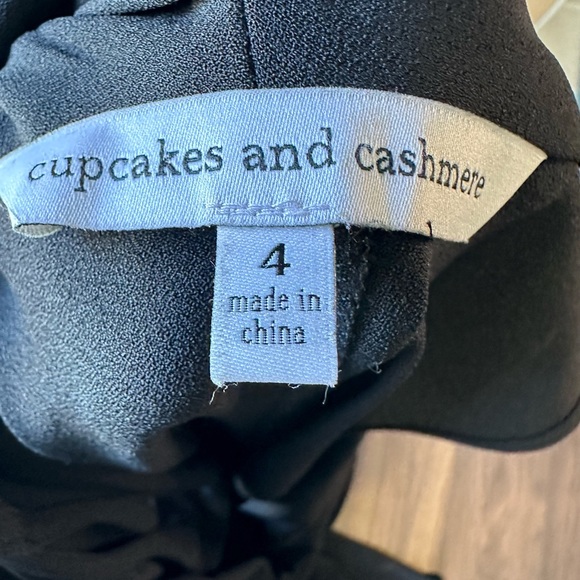 cupcakes and cashmere
4
made in
china